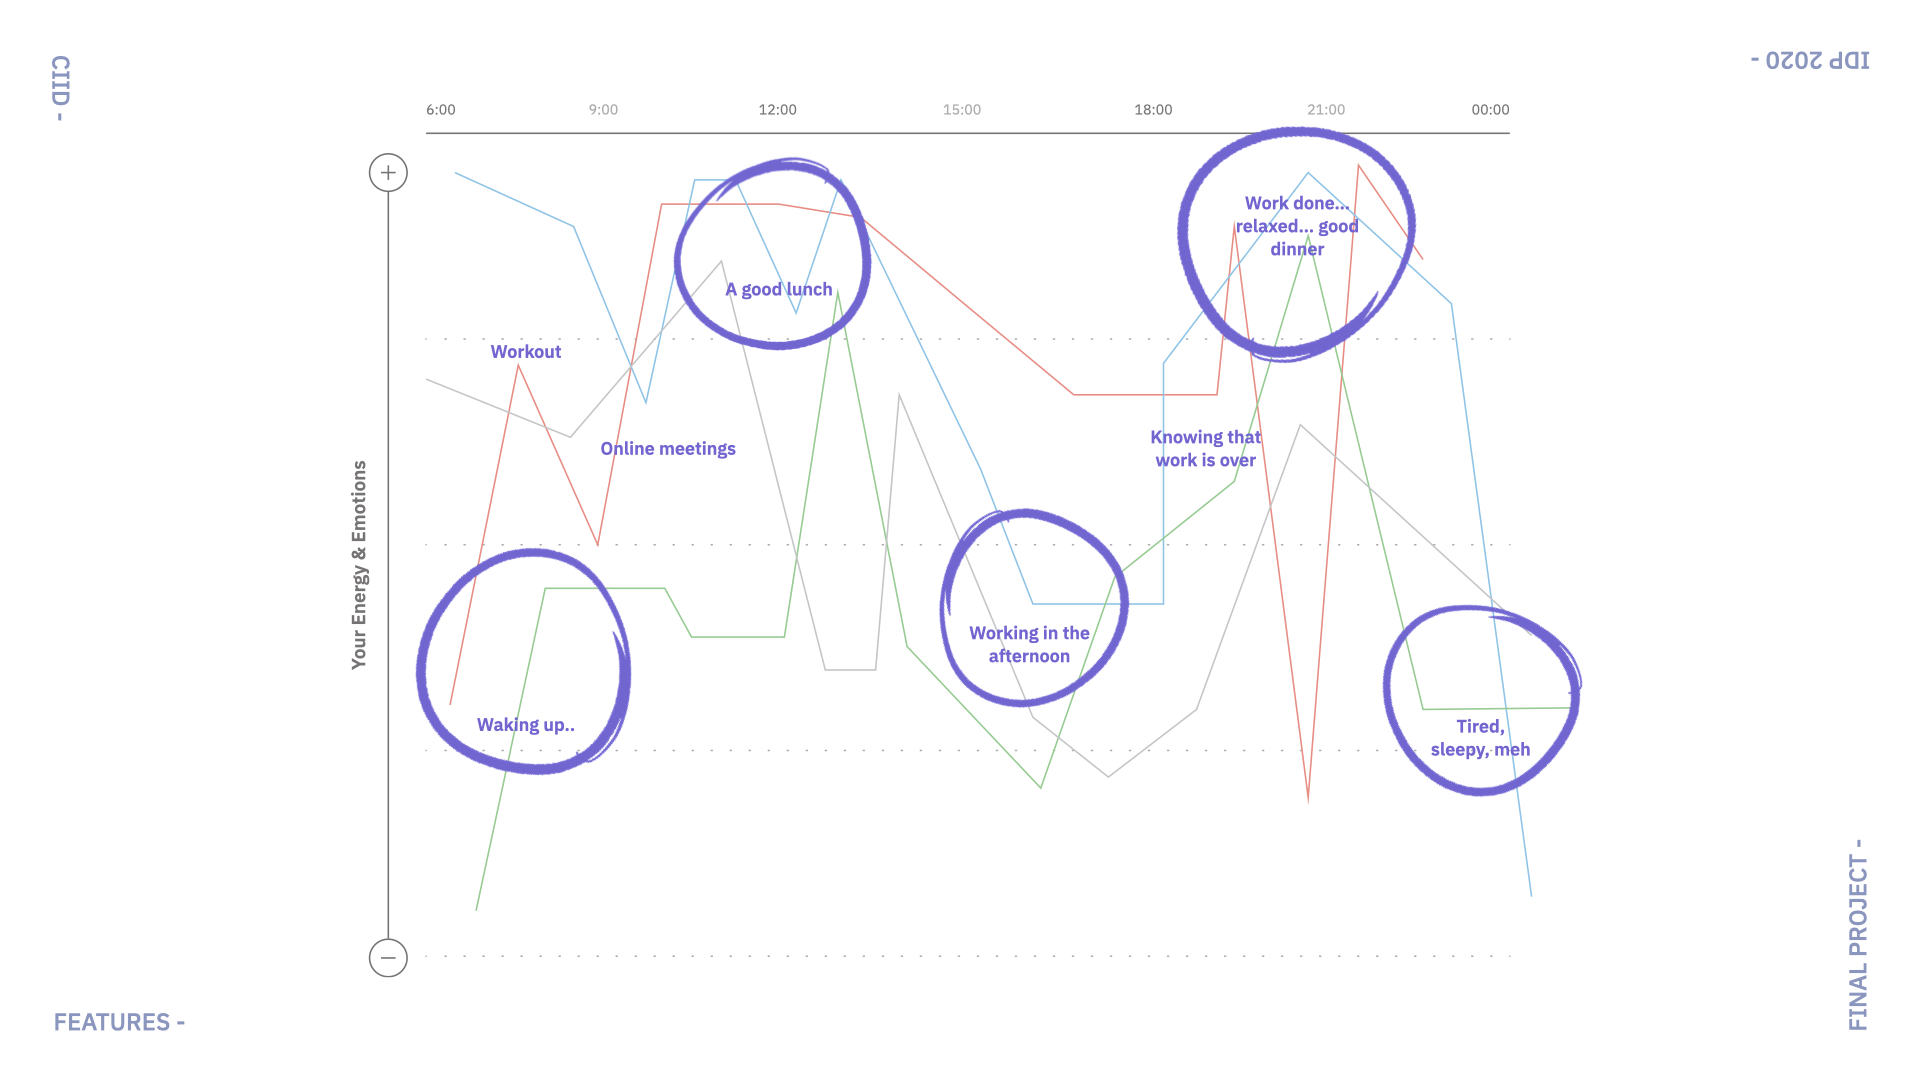 CIID -
IDP 2020 -
6:00 9:00 12:00 15:00 18:00 21:00 00:00
+
Work done...
relaxed... good
dinner
A good lunch
Workout
Online meetings
Knowing that
work is over
Your Energy & Emotions
Working in the
afternoon
Waking up..
Tired,
sleepy, meh
−
FEATURES -
FINAL PROJECT -